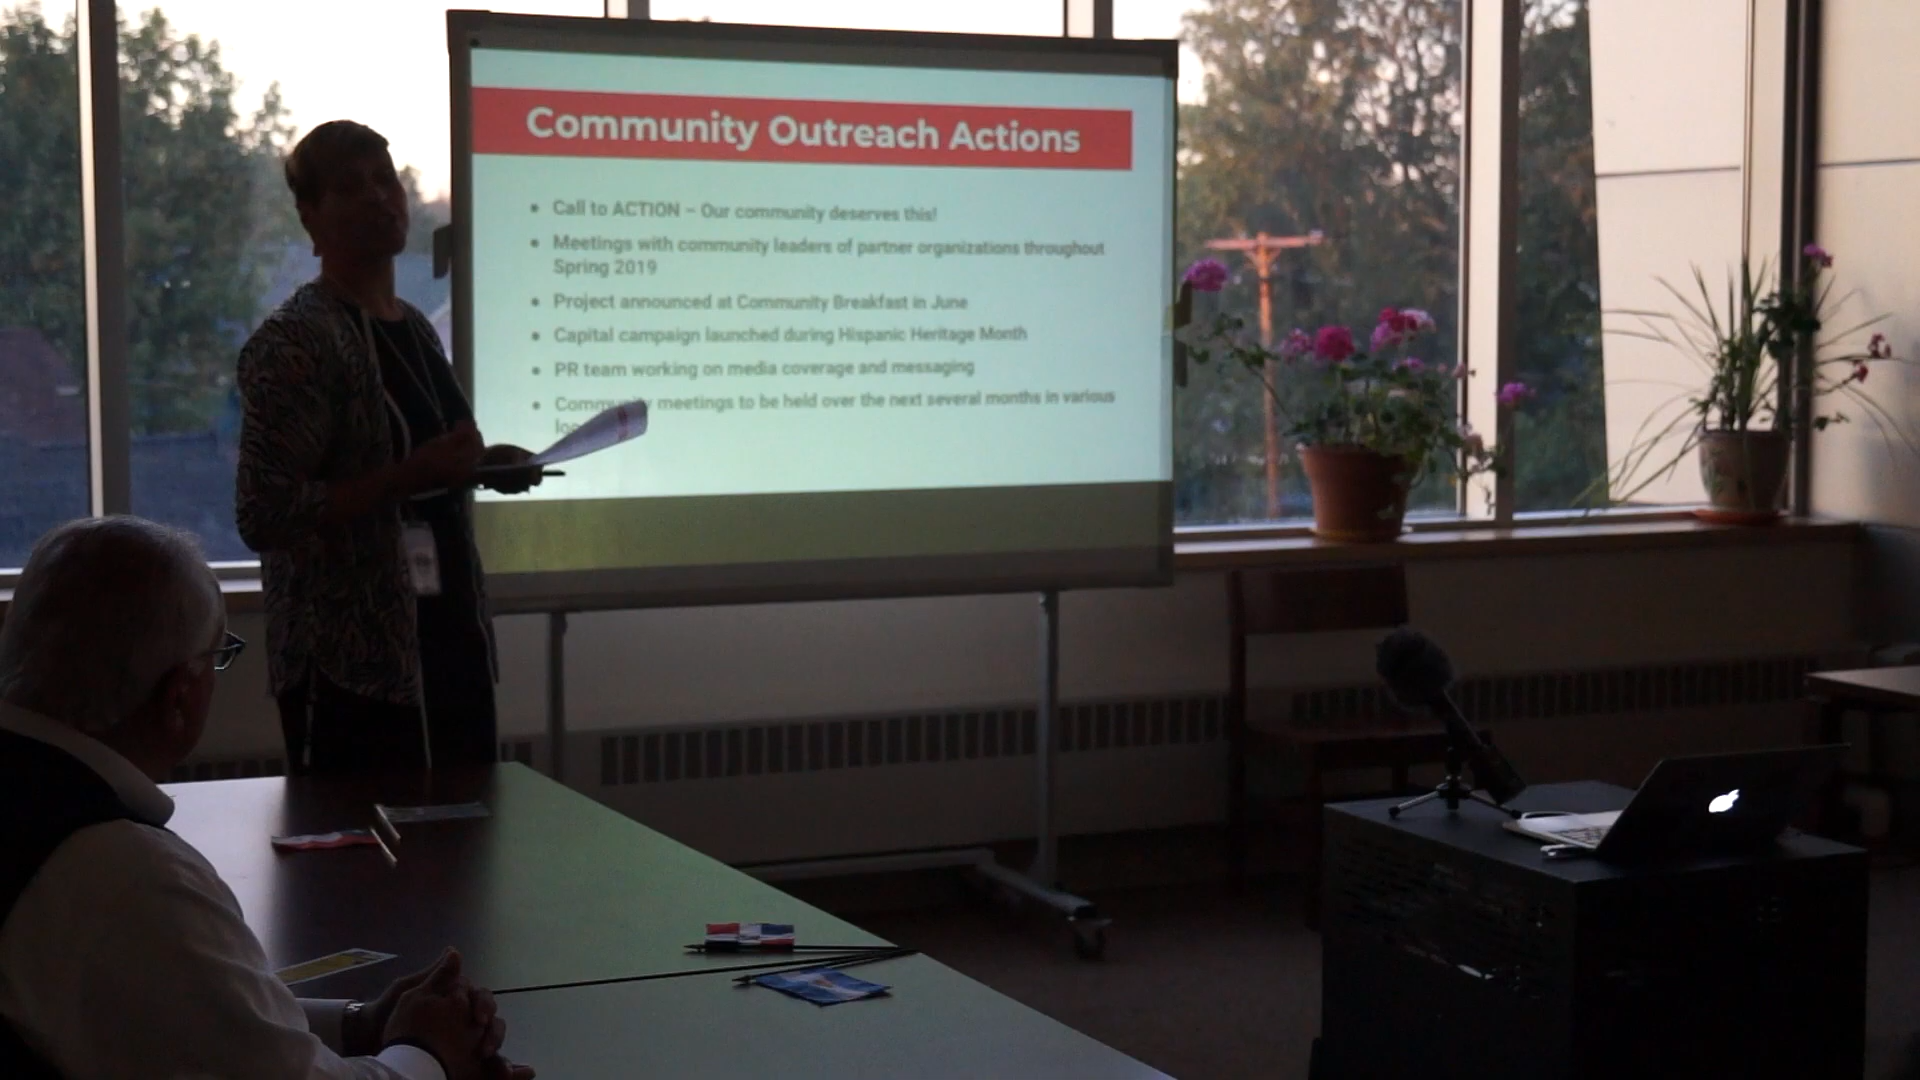 Community Outreach Actions
• Call to ACTION – Our community deserves this!
• Meetings with community leaders of partner organizations throughout
Spring 2019
• Project announced at Community Breakfast in June
• Capital campaign launched during Hispanic Heritage Month
• PR team working on media coverage and messaging
• Community meetings to be held over the next several months in various